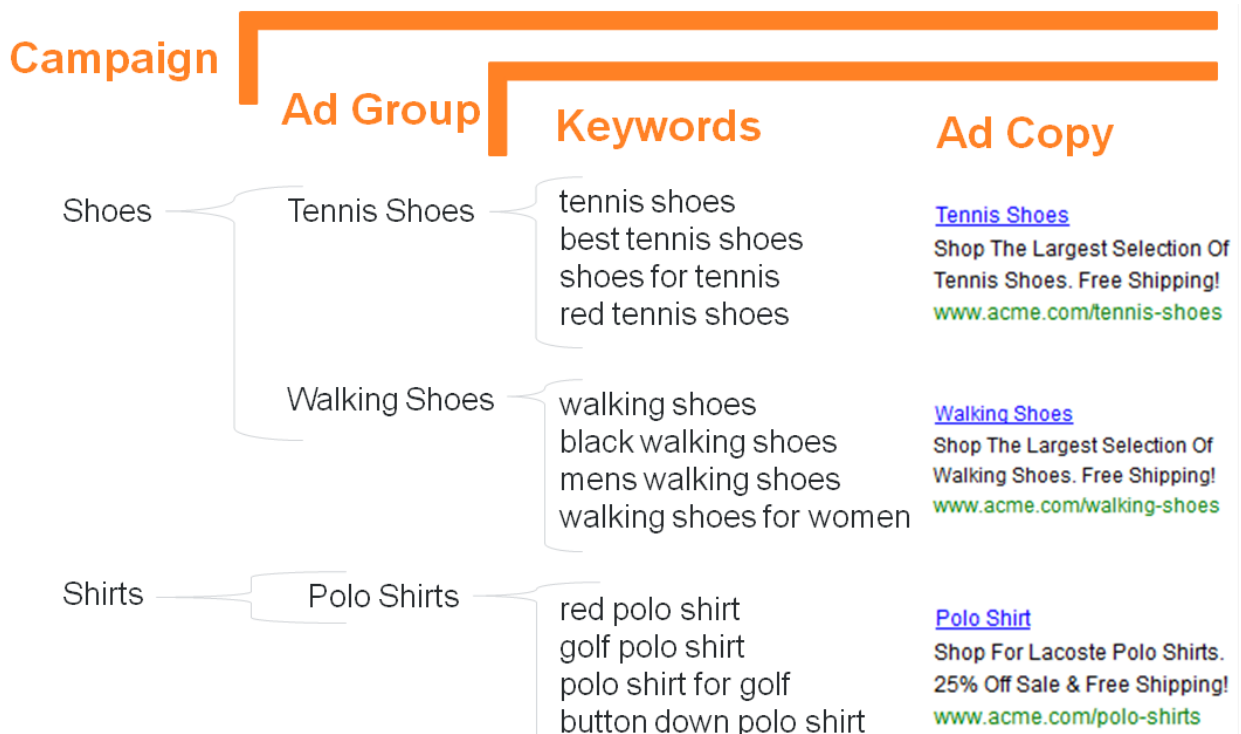 Campaign
Ad Group
Keywords
Ad Copy
Shoes
Tennis Shoes
tennis shoes
best tennis shoes
shoes for tennis
red tennis shoes
Tennis Shoes
Shop The Largest Selection Of
Tennis Shoes. Free Shipping!
www.acme.com/tennis-shoes
Walking Shoes
walking shoes
black walking shoes
mens walking shoes
walking shoes for women
Walking Shoes
Shop The Largest Selection Of
Walking Shoes. Free Shipping!
www.acme.com/walking-shoes
Shirts
Polo Shirts
red polo shirt
golf polo shirt
polo shirt for golf
button down polo shirt
Polo Shirt
Shop For Lacoste Polo Shirts.
25% Off Sale & Free Shipping!
www.acme.com/polo-shirts